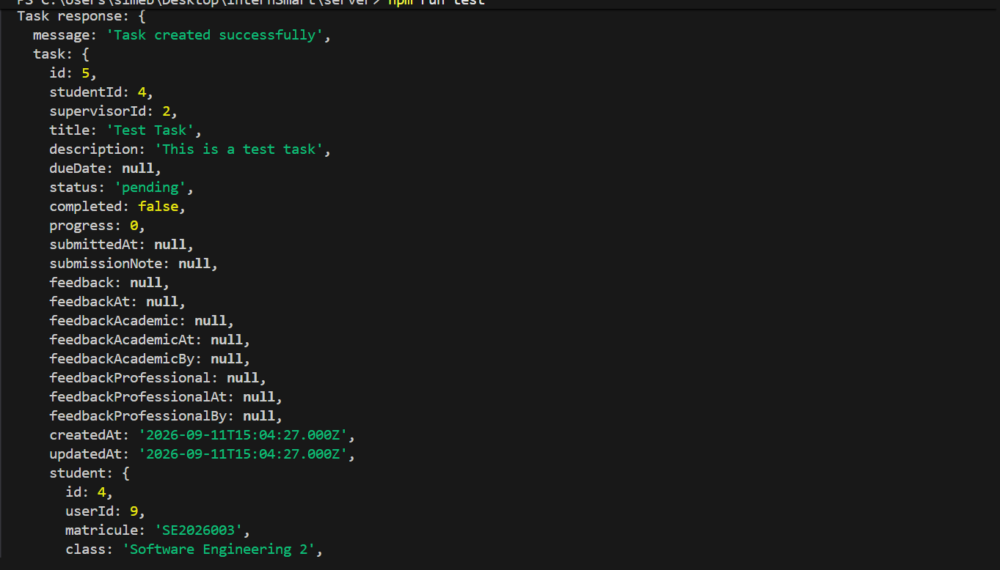 PS C:\Users\simeb\Desktop\InternSmart\server> npm run test
Task response: {
  message: 'Task created successfully',
  task: {
    id: 5,
    studentId: 4,
    supervisorId: 2,
    title: 'Test Task',
    description: 'This is a test task',
    dueDate: null,
    status: 'pending',
    completed: false,
    progress: 0,
    submittedAt: null,
    submissionNote: null,
    feedback: null,
    feedbackAt: null,
    feedbackAcademic: null,
    feedbackAcademicAt: null,
    feedbackAcademicBy: null,
    feedbackProfessional: null,
    feedbackProfessionalAt: null,
    feedbackProfessionalBy: null,
    createdAt: '2026-09-11T15:04:27.000Z',
    updatedAt: '2026-09-11T15:04:27.000Z',
    student: {
      id: 4,
      userId: 9,
      matricule: 'SE2026003',
      class: 'Software Engineering 2',